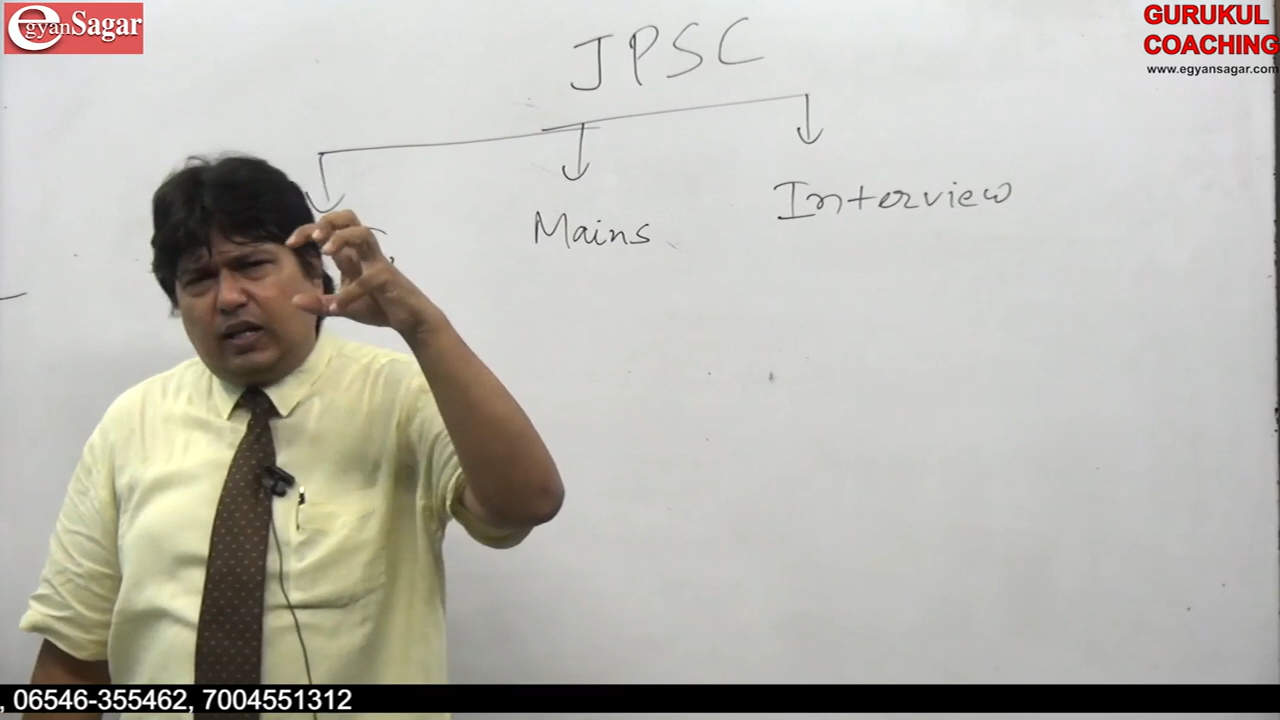 egyanSagar
GURUKUL
COACHING
www.egyansagar.com
JPSC
Mains
Interview
, 06546-355462, 7004551312